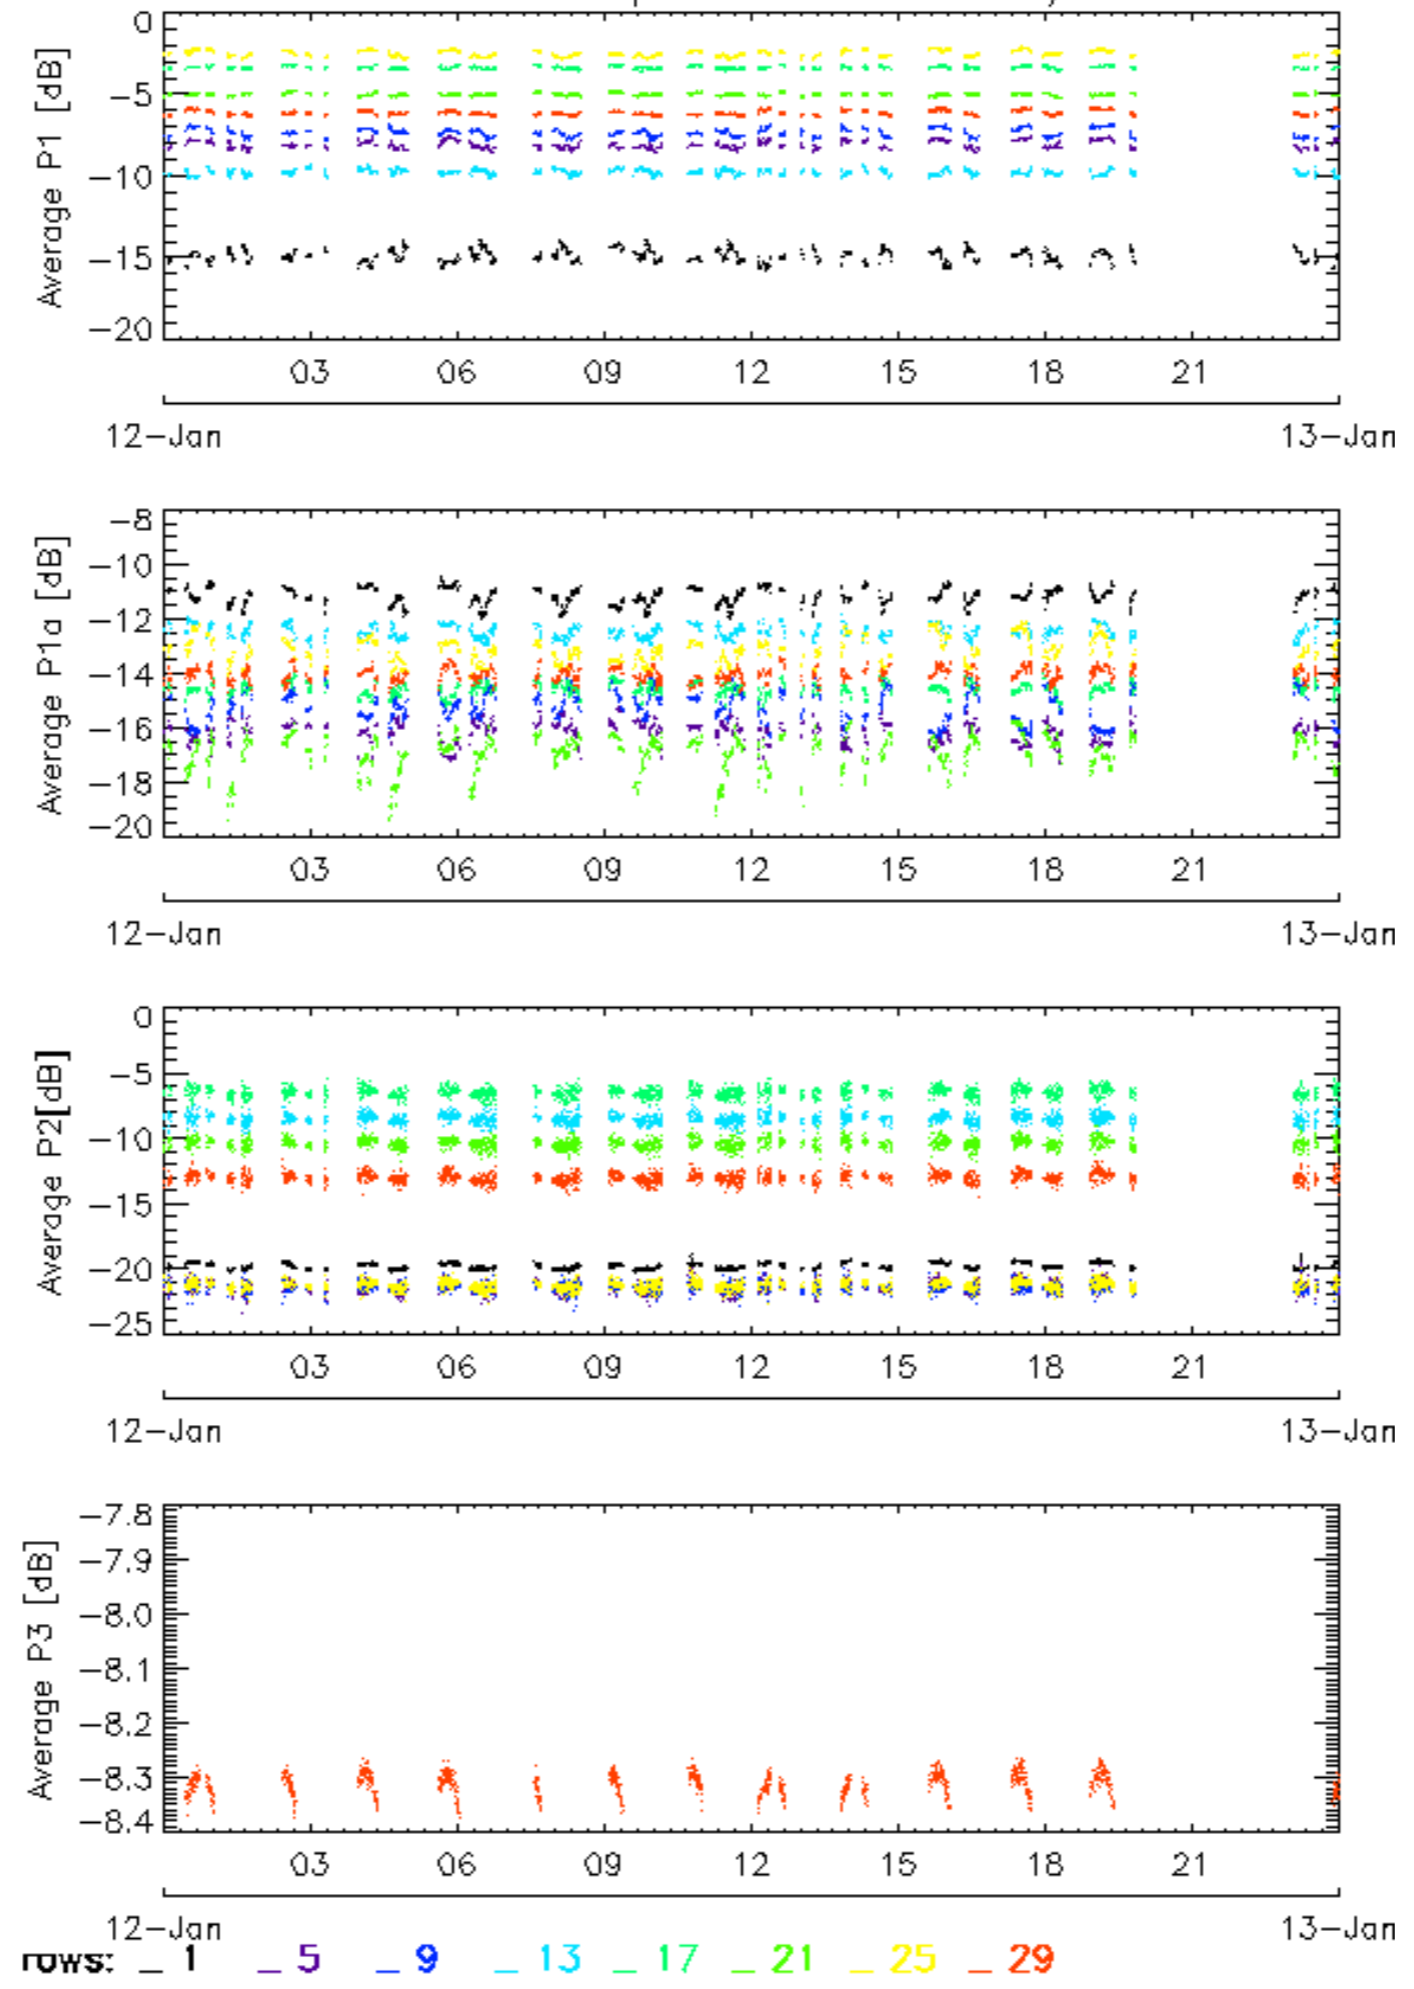 Average P1 [dB]
0
−5
−10
−15
−20
03 06 09 12 15 18 21
12−Jan 13−Jan
Average P1a [dB]
−8
−10
−12
−14
−16
−18
−20
03 06 09 12 15 18 21
12−Jan 13−Jan
Average P2[dB]
0
−5
−10
−15
−20
−25
03 06 09 12 15 18 21
12−Jan 13−Jan
Average P3 [dB]
−7.8
−7.9
−8.0
−8.1
−8.2
−8.3
−8.4
03 06 09 12 15 18 21
12−Jan 13−Jan
rows: _ 1 _ 5 _ 9 _ 13 _ 17 _ 21 _ 25 _ 29